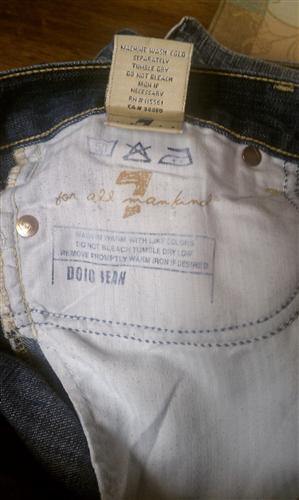 MACHINE WASH COLD
SEPARATELY
TUMBLE DRY
DO NOT BLEACH
IRON IF
NECESSARY
RN # 115561
7
for all mankind
WASH IN WARM WITH LIKE COLORS
DO NOT BLEACH TUMBLE DRY LOW
REMOVE PROMPTLY WARM IRON IF DESIRED
DOJO JEAN